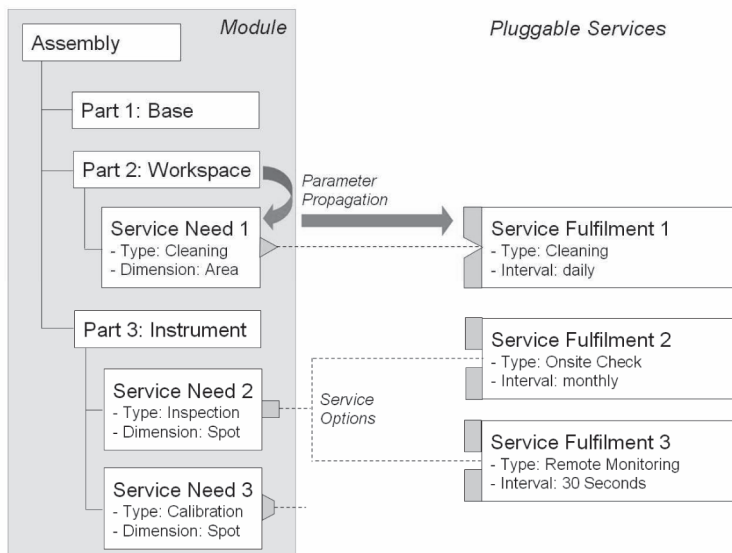 Module
Pluggable Services
Assembly
Part 1: Base
Part 2: Workspace
Parameter
Propagation
Service Need 1
- Type: Cleaning
- Dimension: Area
Service Fulfilment 1
- Type: Cleaning
- Interval: daily
Part 3: Instrument
Service Fulfilment 2
- Type: Onsite Check
- Interval: monthly
Service Need 2
- Type: Inspection
- Dimension: Spot
Service
Options
Service Fulfilment 3
- Type: Remote Monitoring
- Interval: 30 Seconds
Service Need 3
- Type: Calibration
- Dimension: Spot